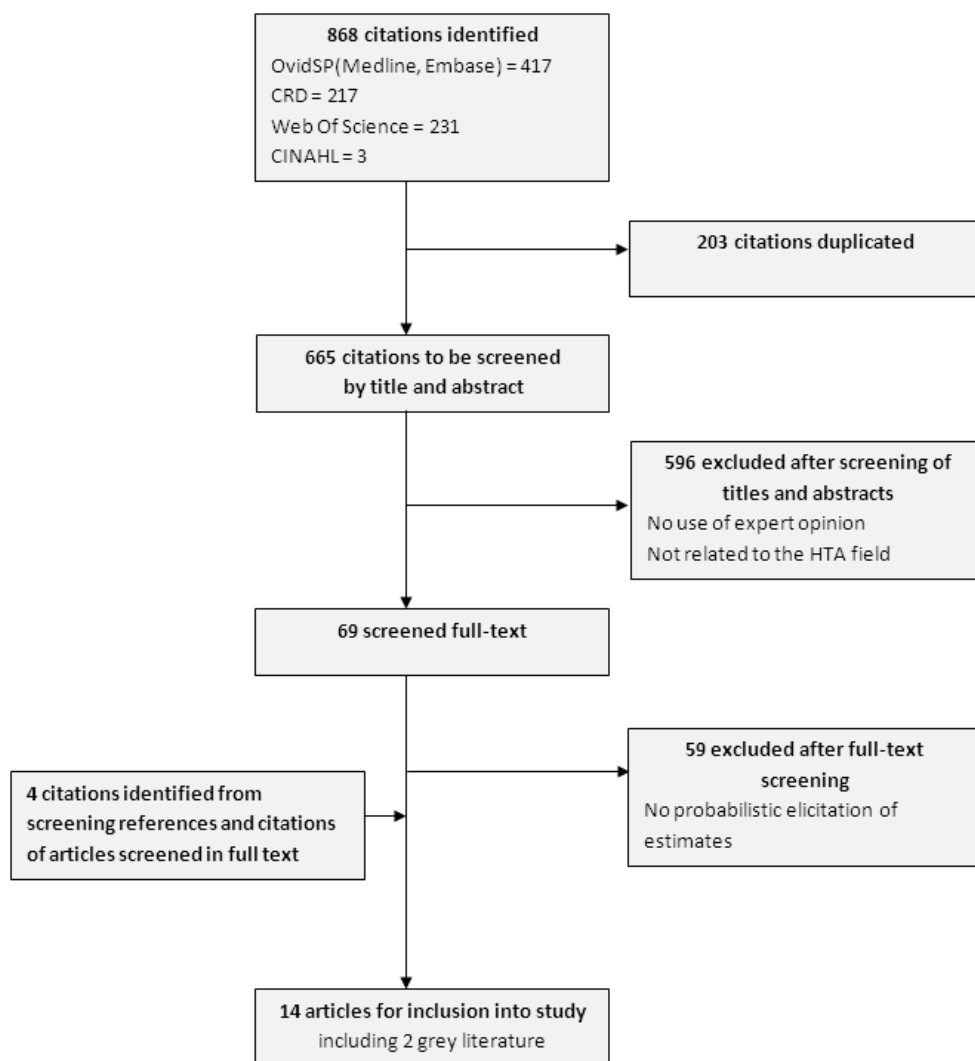 868 citations identified
OvidSP(Medline, Embase) = 417
CRD = 217
Web Of Science = 231
CINAHL = 3
203 citations duplicated
665 citations to be screened
by title and abstract
596 excluded after screening of
titles and abstracts
No use of expert opinion
Not related to the HTA field
69 screened full-text
59 excluded after full-text
screening
No probabilistic elicitation of
estimates
4 citations identified from
screening references and citations
of articles screened in full text
14 articles for inclusion into study
including 2 grey literature